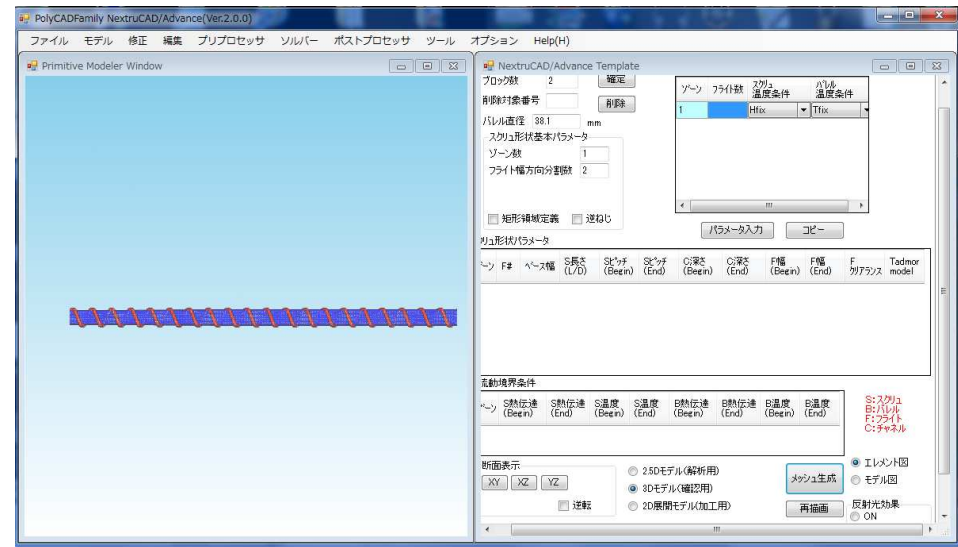 PolyCADFamily NextruCAD/Advance(Ver.2.0.0)
ファイル モデル 修正 編集 プリプロセッサ ソルバー ポストプロセッサ ツール オプション Help(H)
Primitive Modeler Window
NextruCAD/Advance Template
ブロック数 2 確定
削除対象番号 削除
バレル直径 38.1 mm
スクリュ形状基本パラメータ
ゾーン数 1
フライト幅方向分割数 2
矩形領域定義 逆ねじ
ゾーン フライト数 スクリュ温度条件 バレル温度条件
1 Hfix Tfix
パラメータ入力 コピー
リュ形状パラメータ
ーン F# ベース幅 S長さ(L/D) Sピッチ(Begin) Sピッチ(End) C深さ(Begin) C深さ(End) F幅(Begin) F幅(End) Fクリアランス Tadmor model
流動境界条件
ーン S熱伝達(Begin) S熱伝達(End) S温度(Begin) S温度(End) B熱伝達(Begin) B熱伝達(End) B温度(Begin) B温度(End)
S:スクリュ
B:バレル
F:フライト
C:チャネル
断面表示
XY XZ YZ
逆転
2.5Dモデル(解析用)
3Dモデル(確認用)
2D展開モデル(加工用)
メッシュ生成
再描画
エレメント図
モデル図
反射光効果
ON